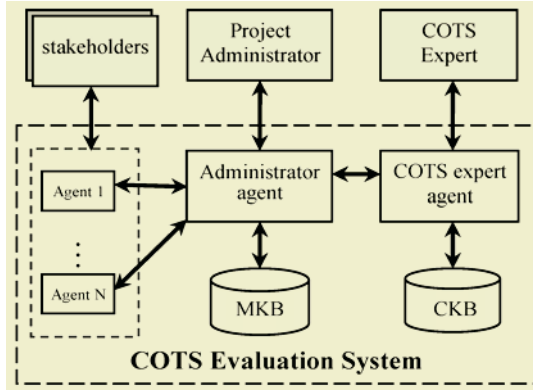 stakeholders
Project
Administrator
COTS
Expert
Agent 1
Administrator
agent
COTS expert
agent
⋮
Agent N
MKB
CKB
COTS Evaluation System